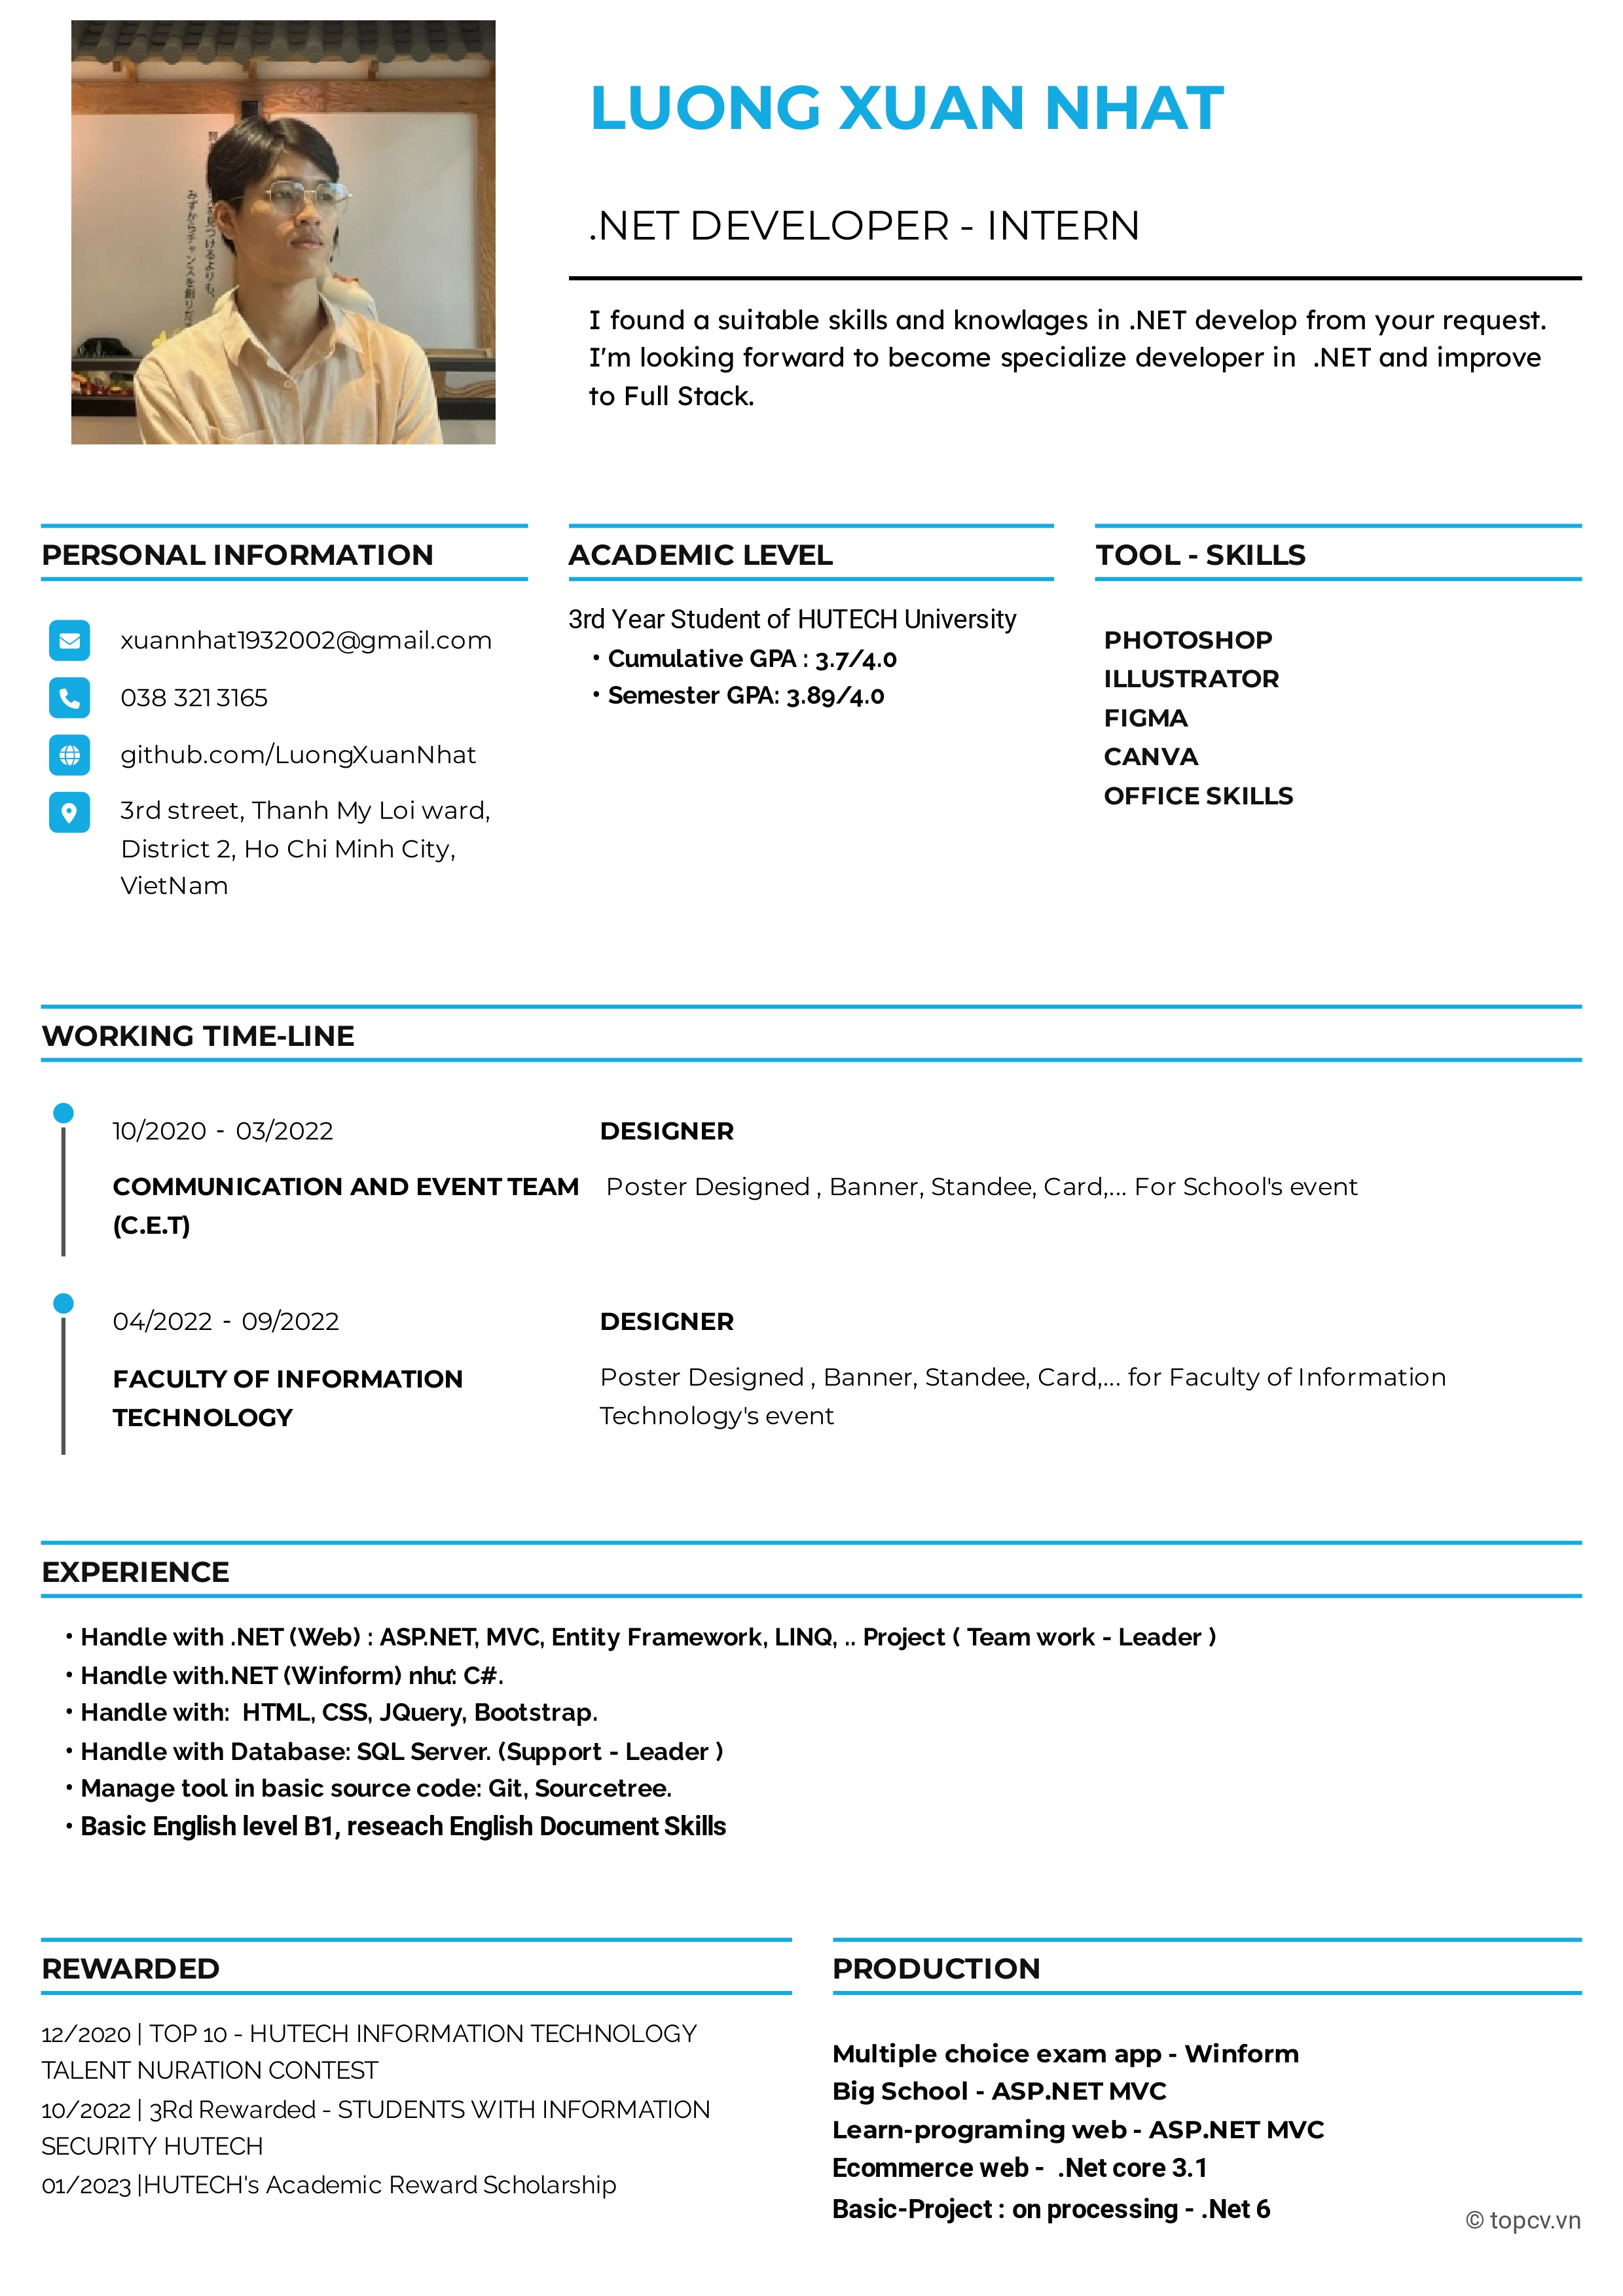 LUONG XUAN NHAT
.NET DEVELOPER - INTERN
I found a suitable skills and knowlages in .NET develop from your request.
I'm looking forward to become specialize developer in .NET and improve
to Full Stack.
PERSONAL INFORMATION
xuannhat1932002@gmail.com
038 321 3165
github.com/LuongXuanNhat
3rd street, Thanh My Loi ward,
District 2, Ho Chi Minh City,
VietNam
ACADEMIC LEVEL
3rd Year Student of HUTECH University
• Cumulative GPA : 3.7/4.0
• Semester GPA: 3.89/4.0
TOOL - SKILLS
PHOTOSHOP
ILLUSTRATOR
FIGMA
CANVA
OFFICE SKILLS
WORKING TIME-LINE
10/2020 - 03/2022
DESIGNER
COMMUNICATION AND EVENT TEAM
(C.E.T)
Poster Designed , Banner, Standee, Card,... For School's event
04/2022 - 09/2022
DESIGNER
FACULTY OF INFORMATION
TECHNOLOGY
Poster Designed , Banner, Standee, Card,... for Faculty of Information
Technology's event
EXPERIENCE
• Handle with .NET (Web) : ASP.NET, MVC, Entity Framework, LINQ, .. Project ( Team work - Leader )
• Handle with.NET (Winform) như: C#.
• Handle with: HTML, CSS, JQuery, Bootstrap.
• Handle with Database: SQL Server. (Support - Leader )
• Manage tool in basic source code: Git, Sourcetree.
• Basic English level B1, reseach English Document Skills
REWARDED
12/2020 | TOP 10 - HUTECH INFORMATION TECHNOLOGY
TALENT NURATION CONTEST
10/2022 | 3Rd Rewarded - STUDENTS WITH INFORMATION
SECURITY HUTECH
01/2023 |HUTECH's Academic Reward Scholarship
PRODUCTION
Multiple choice exam app - Winform
Big School - ASP.NET MVC
Learn-programing web - ASP.NET MVC
Ecommerce web - .Net core 3.1
Basic-Project : on processing - .Net 6
© topcv.vn